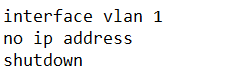 interface vlan 1
no ip address
shutdown